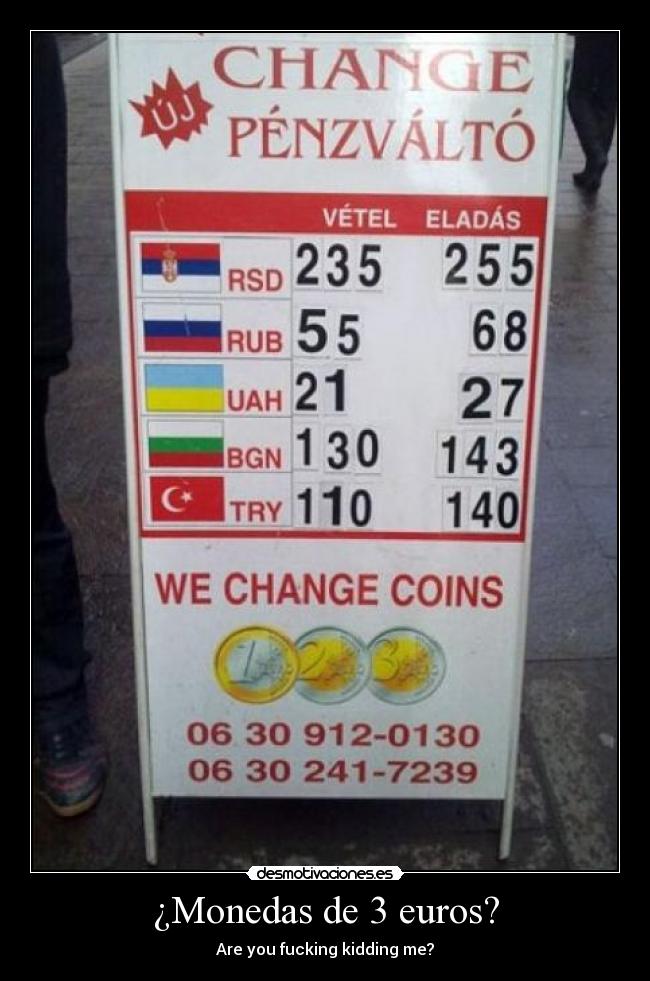 CHANGE
ÚJ
PÉNZVÁLTÓ
VÉTEL ELADÁS
RSD 235 255
RUB 55 68
UAH 21 27
BGN 130 143
TRY 110 140
WE CHANGE COINS
1 2 3
06 30 912-0130
06 30 241-7239
desmotivaciones.es
¿Monedas de 3 euros?
Are you fucking kidding me?